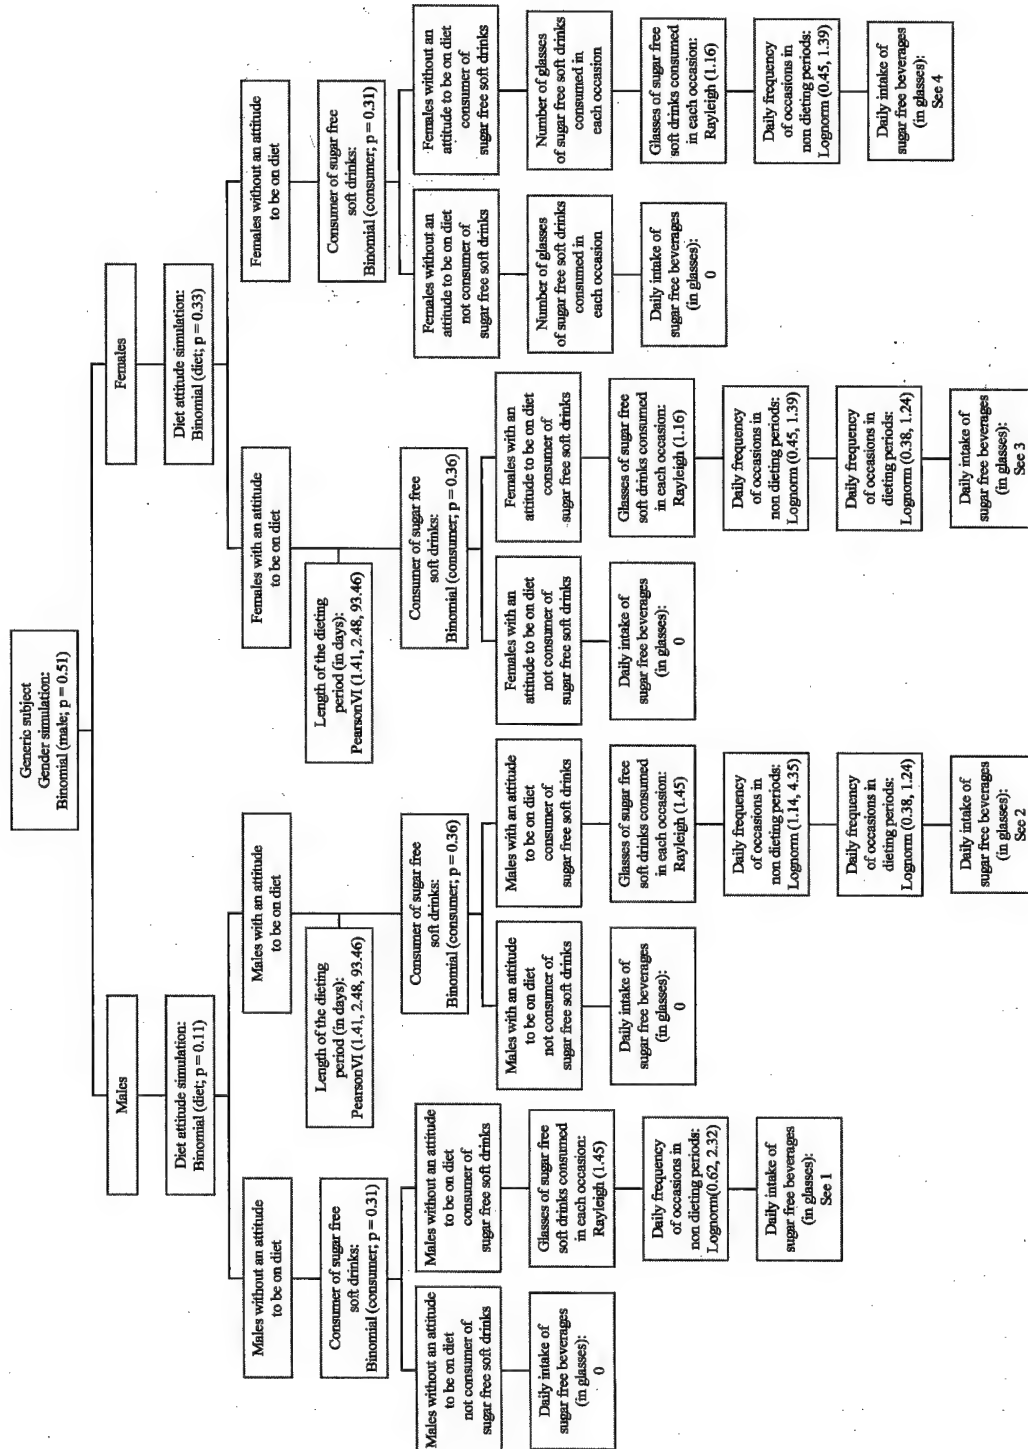 Generic subject
Gender simulation:
Binomial (male; p = 0.51)
Males
Diet attitude simulation:
Binomial (diet; p = 0.11)
Males without an attitude
to be on diet
Consumer of sugar free
soft drinks:
Binomial (consumer; p = 0.31)
Males without an attitude
to be on diet
not consumer of
sugar free soft drinks
Daily intake of
sugar free beverages
(in glasses):
0
Males without an attitude
to be on diet
consumer of
sugar free soft drinks
Glasses of sugar free
soft drinks consumed
in each occasion:
Rayleigh (1.45)
Daily frequency
of occasions in
non dieting periods:
Lognorm(0.62, 2.32)
Daily intake of
sugar free beverages
(in glasses):
See 1
Males with an attitude
to be on diet
Length of the dieting
period (in days):
PearsonVI (1.41, 2.48, 93.46)
Consumer of sugar free
soft drinks:
Binomial (consumer; p = 0.36)
Males with an attitude
to be on diet
not consumer of
sugar free soft drinks
Daily intake of
sugar free beverages
(in glasses):
0
Males with an attitude
to be on diet
consumer of
sugar free soft drinks
Glasses of sugar free
soft drinks consumed
in each occasion:
Rayleigh (1.45)
Daily frequency
of occasions in
non dieting periods:
Lognorm (1.14, 4.35)
Daily frequency
of occasions in
dieting periods:
Lognorm (0.38, 1.24)
Daily intake of
sugar free beverages
(in glasses):
See 2
Females
Diet attitude simulation:
Binomial (diet; p = 0.33)
Females with an attitude
to be on diet
Length of the dieting
period (in days):
PearsonVI (1.41, 2.48, 93.46)
Consumer of sugar free
soft drinks:
Binomial (consumer; p = 0.36)
Females with an
attitude to be on diet
not consumer of
sugar free soft drinks
Daily intake of
sugar free beverages
(in glasses):
0
Females with an
attitude to be on diet
consumer of
sugar free soft drinks
Glasses of sugar free
soft drinks consumed
in each occasion:
Rayleigh (1.16)
Daily frequency
of occasions in
non dieting periods:
Lognorm (0.45, 1.39)
Daily frequency
of occasions in
dieting periods:
Lognorm (0.38, 1.24)
Daily intake of
sugar free beverages
(in glasses):
See 3
Females without an attitude
to be on diet
Consumer of sugar free
soft drinks:
Binomial (consumer; p = 0.31)
Females without an
attitude to be on diet
not consumer of
sugar free soft drinks
Number of glasses
of sugar free soft drinks
consumed in
each occasion
Daily intake of
sugar free beverages
(in glasses):
0
Females without an
attitude to be on diet
consumer of
sugar free soft drinks
Number of glasses
of sugar free soft drinks
consumed in
each occasion
Glasses of sugar free
soft drinks consumed
in each occasion:
Rayleigh (1.16)
Daily frequency
of occasions in
non dieting periods:
Lognorm (0.45, 1.39)
Daily intake of
sugar free beverages
(in glasses):
See 4